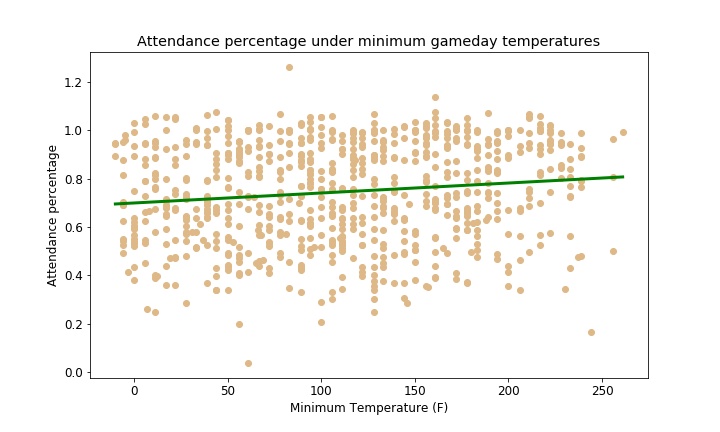 Attendance percentage under minimum gameday temperatures
1.2
1.0
0.8
0.6
0.4
0.2
0.0
Attendance percentage
0 50 100 150 200 250
Minimum Temperature (F)